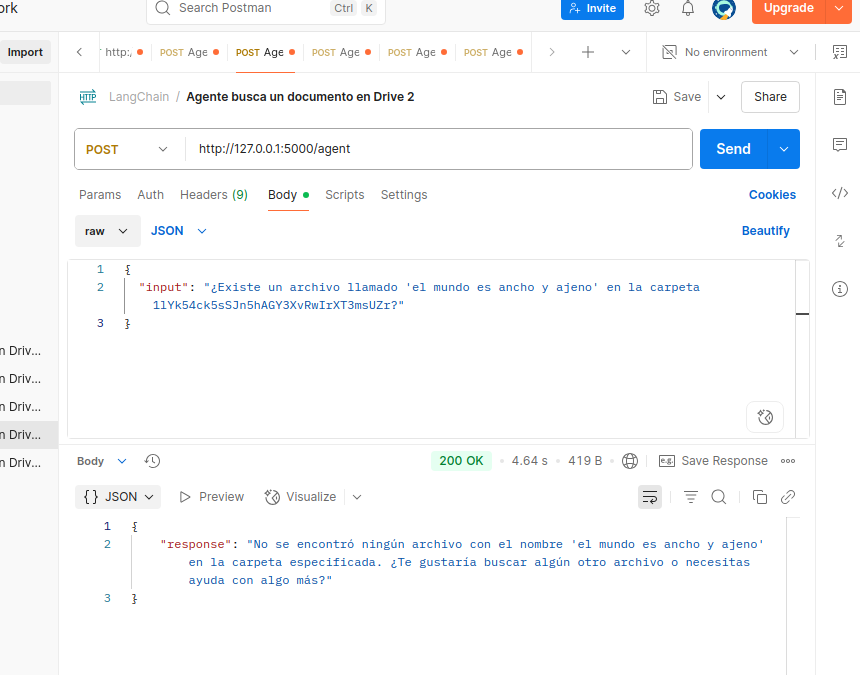 ork
Search Postman
Ctrl K
Invite
Upgrade
Import
http:,
POST Age
POST Age
POST Age
POST Age
POST Age
No environment
LangChain / Agente busca un documento en Drive 2
Save
Share
POST
http://127.0.0.1:5000/agent
Send
Params Auth Headers (9) Body Scripts Settings
Cookies
raw
JSON
Beautify
1 {
2 "input": "¿Existe un archivo llamado 'el mundo es ancho y ajeno' en la carpeta
1lYk54ck5sSJn5hAGY3XvRwIrXT3msUZr?"
3 }
n Driv...
n Driv...
n Driv...
n Driv...
n Driv...
Body
200 OK
4.64 s
419 B
e.g. Save Response
{} JSON
Preview
Visualize
1 {
2 "response": "No se encontró ningún archivo con el nombre 'el mundo es ancho y ajeno'
en la carpeta especificada. ¿Te gustaría buscar algún otro archivo o necesitas
ayuda con algo más?"
3 }